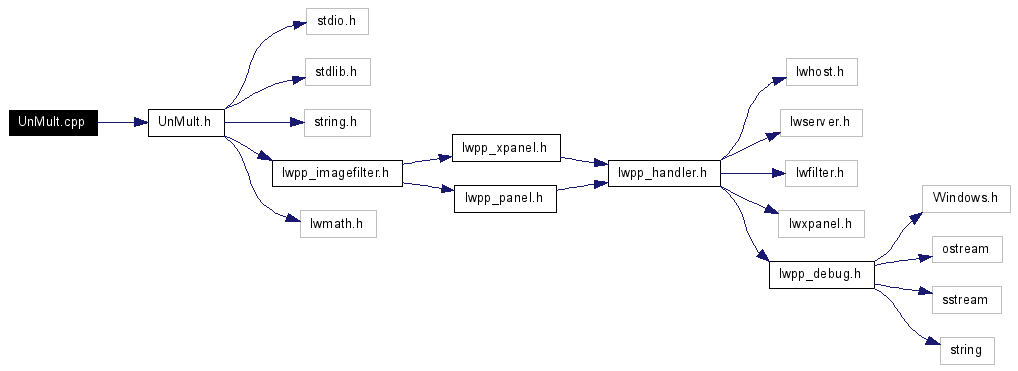 stdio.h
stdlib.h
UnMult.cpp
UnMult.h
string.h
lwpp_imagefilter.h
lwmath.h
lwpp_xpanel.h
lwpp_panel.h
lwpp_handler.h
lwhost.h
lwserver.h
lwfilter.h
lwxpanel.h
lwpp_debug.h
Windows.h
ostream
sstream
string